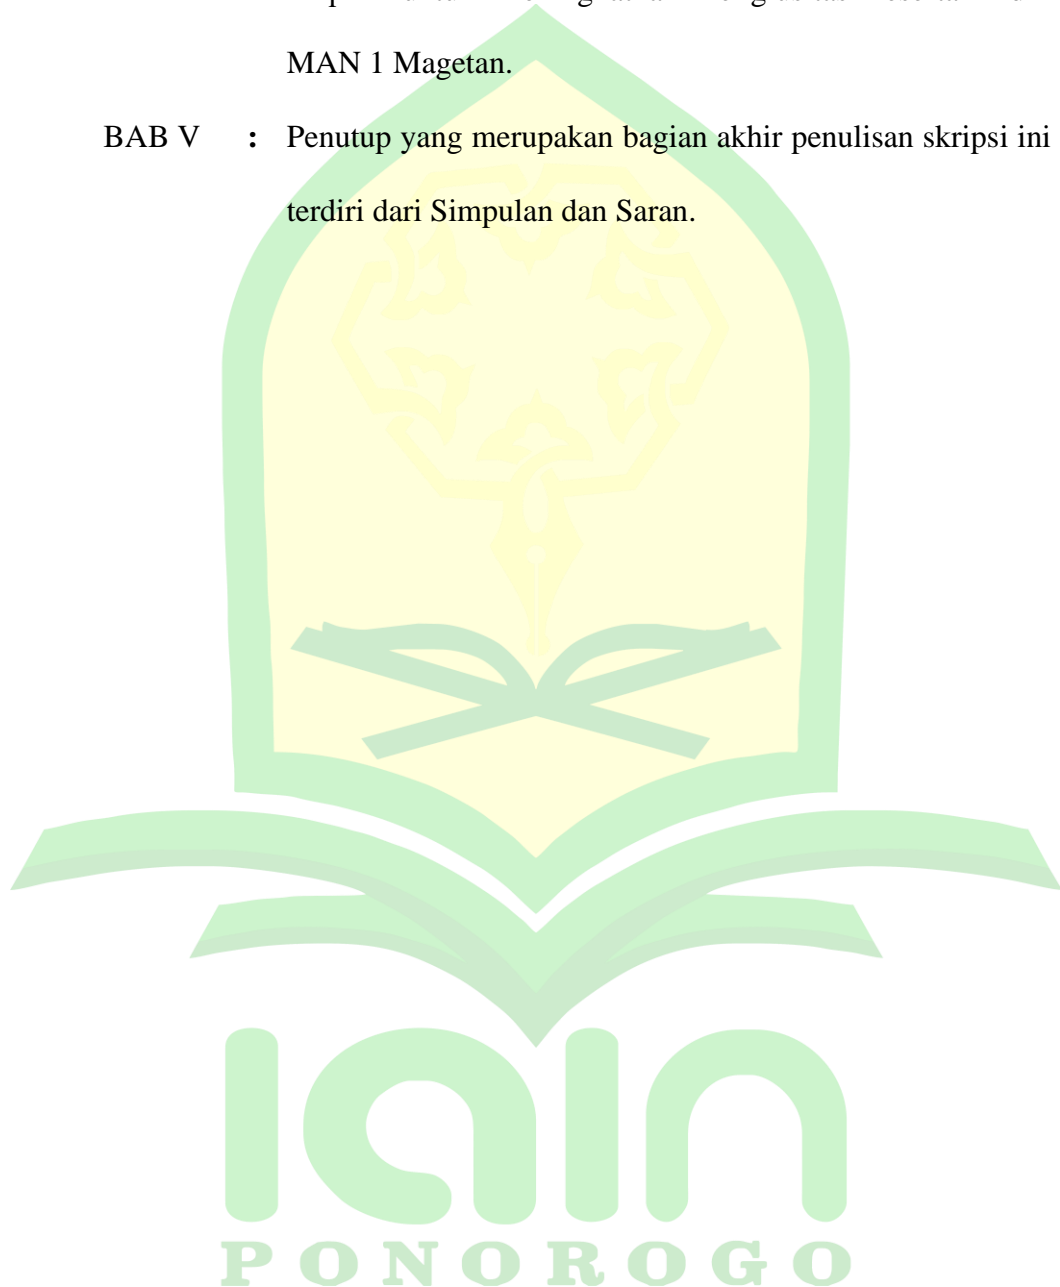 MAN 1 Magetan.
BAB V : Penutup yang merupakan bagian akhir penulisan skripsi ini
terdiri dari Simpulan dan Saran.
IAIN
PONOROGO